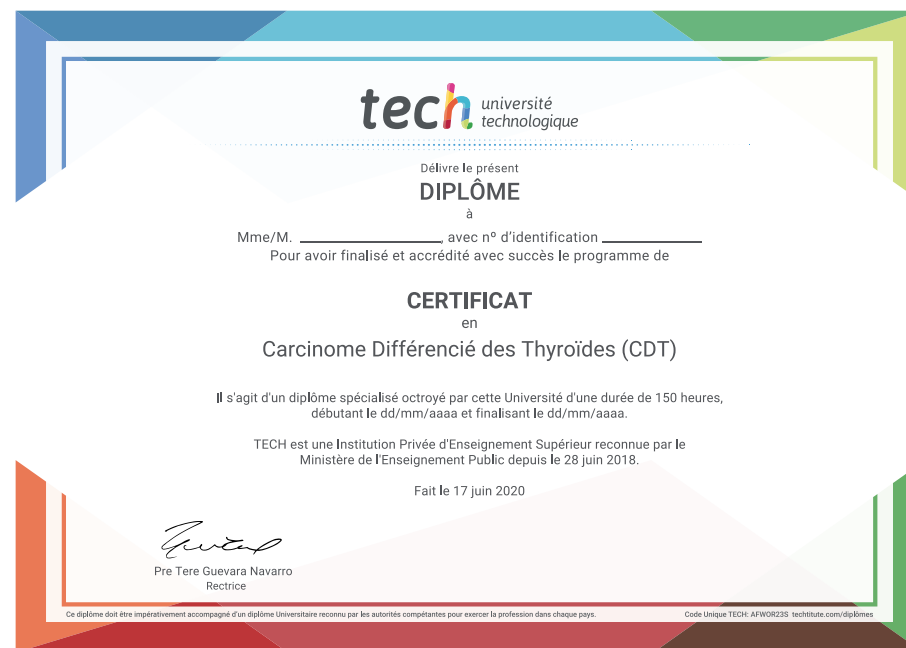 tech université
technologique
Délivre le présent
DIPLÔME
à
Mme/M. ____________, avec nº d'identification ____________
Pour avoir finalisé et accrédité avec succès le programme de
CERTIFICAT
en
Carcinome Différencié des Thyroïdes (CDT)
Il s'agit d'un diplôme spécialisé octroyé par cette Université d'une durée de 150 heures,
débutant le dd/mm/aaaa et finalisant le dd/mm/aaaa.
TECH est une Institution Privée d'Enseignement Supérieur reconnue par le
Ministère de l'Enseignement Public depuis le 28 juin 2018.
Fait le 17 juin 2020
Pre Tere Guevara Navarro
Rectrice
Ce diplôme doit être impérativement accompagné d'un diplôme Universitaire reconnu par les autorités compétentes pour exercer la profession dans chaque pays. Code Unique TECH: AFWOR23S techtitute.com/diplômes